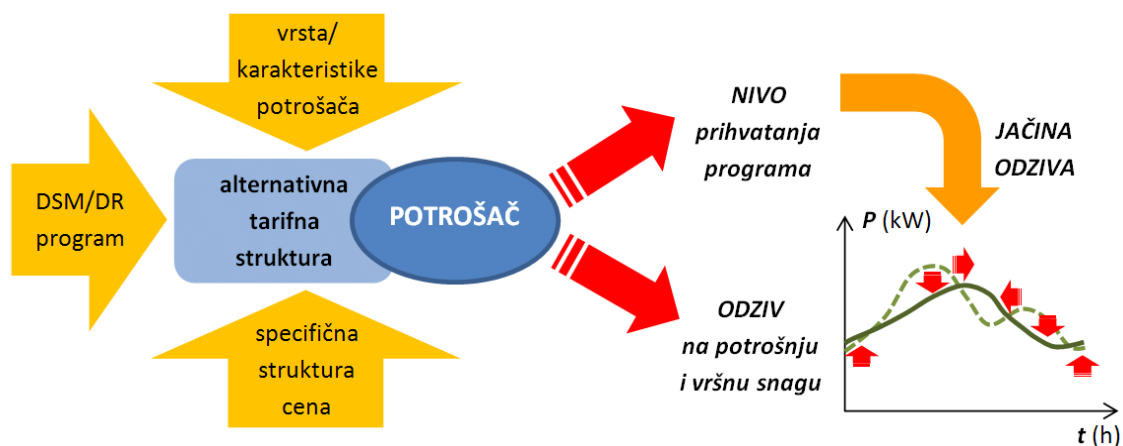 vrsta/
karakteristike
potrošača
DSM/DR
program
alternativna
tarifna
struktura
POTROŠAČ
specifična
struktura
cena
NIVO
prihvatanja
programa
JAČINA
ODZIVA
ODZIV
na potrošnju
i vršnu snagu
P (kW)
t (h)